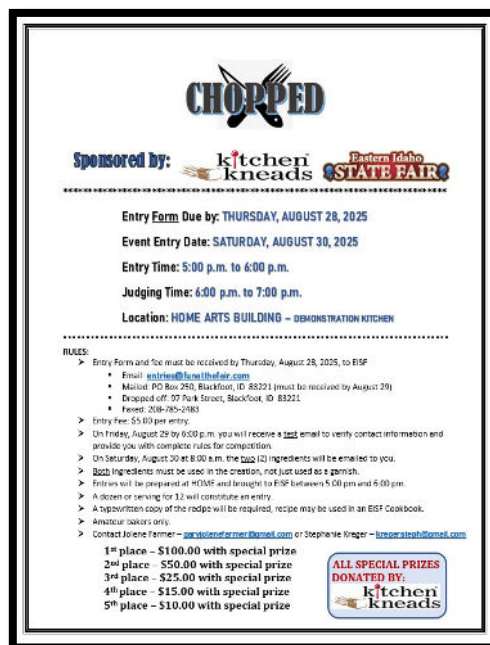 CHOPPED
Sponsored by:
kitchen
kneads
Eastern Idaho
STATE FAIR
Entry Form Due by: THURSDAY, AUGUST 28, 2025
Event Entry Date: SATURDAY, AUGUST 30, 2025
Entry Time: 5:00 p.m. to 6:00 p.m.
Judging Time: 6:00 p.m. to 7:00 p.m.
Location: HOME ARTS BUILDING – DEMONSTRATION KITCHEN
RULES:
➤ Entry Form and fee must be received by Thursday, August 28, 2025, to EISF
▪ Email: entries@funatthefair.com
▪ Mailed: PO Box 250, Blackfoot, ID 83221 (must be received by August 29)
▪ Dropped off: 97 Park Street, Blackfoot, ID 83221
▪ Faxed: 208-785-2483
➤ Entry Fee: $5.00 per entry.
➤ On Friday, August 29 by 6:00 p.m. you will receive a test email to verify contact information and
provide you with complete rules for competition.
➤ On Saturday, August 30 at 8:00 a.m. the two (2) ingredients will be emailed to you.
➤ Both ingredients must be used in the creation, not just used as a garnish.
➤ Entries will be prepared at HOME and brought to EISF between 5:00 pm and 6:00 pm.
➤ A dozen or serving for 12 will constitute an entry.
➤ A typewritten copy of the recipe will be required, recipe may be used in an EISF Cookbook.
➤ Amateur bakers only.
➤ Contact Jolene Farmer – garyjolenefarmer@gmail.com or Stephanie Kreger – kregersteph@gmail.com
1st place – $100.00 with special prize
2nd place – $50.00 with special prize
3rd place – $25.00 with special prize
4th place – $15.00 with special prize
5th place – $10.00 with special prize
ALL SPECIAL PRIZES
DONATED BY:
kitchen
kneads